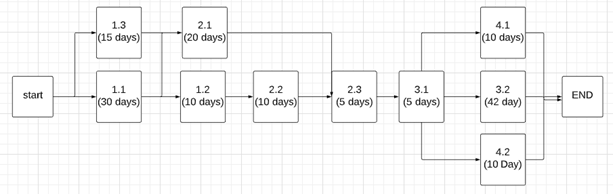 start
1.3
(15 days)
1.1
(30 days)
2.1
(20 days)
1.2
(10 days)
2.2
(10 days)
2.3
(5 days)
3.1
(5 days)
4.1
(10 days)
3.2
(42 day)
4.2
(10 Day)
END